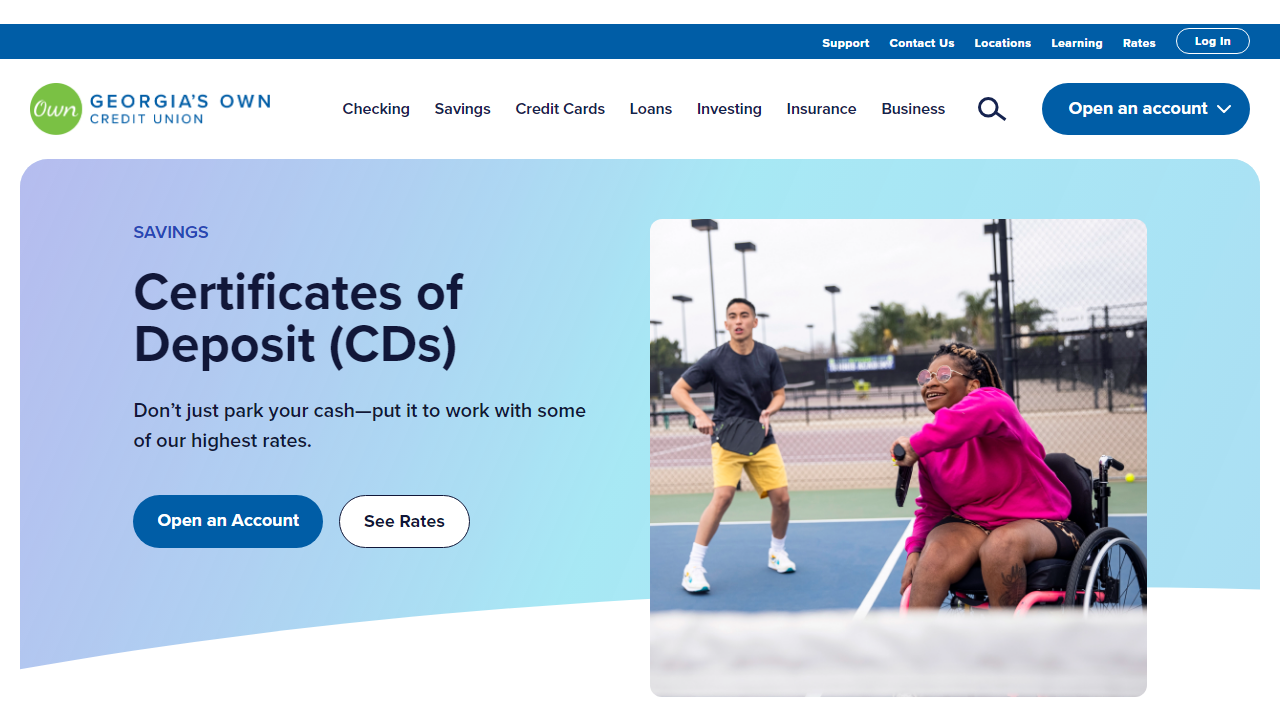 Support Contact Us Locations Learning Rates Log In
Own GEORGIA'S OWN
CREDIT UNION
Checking Savings Credit Cards Loans Investing Insurance Business Open an account
SAVINGS
Certificates of
Deposit (CDs)
Don't just park your cash—put it to work with some
of our highest rates.
Open an Account See Rates